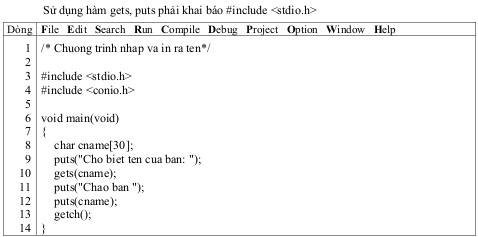 Sử dụng hàm gets, puts phải khai báo #include <stdio.h>
Dòng File Edit Search Run Compile Debug Project Option Window Help
1 /* Chuong trinh nhap va in ra ten*/
2
3 #include <stdio.h>
4 #include <conio.h>
5
6 void main(void)
7 {
8 char cname[30];
9 puts("Cho biet ten cua ban: ");
10 gets(cname);
11 puts("Chao ban ");
12 puts(cname);
13 getch();
14 }